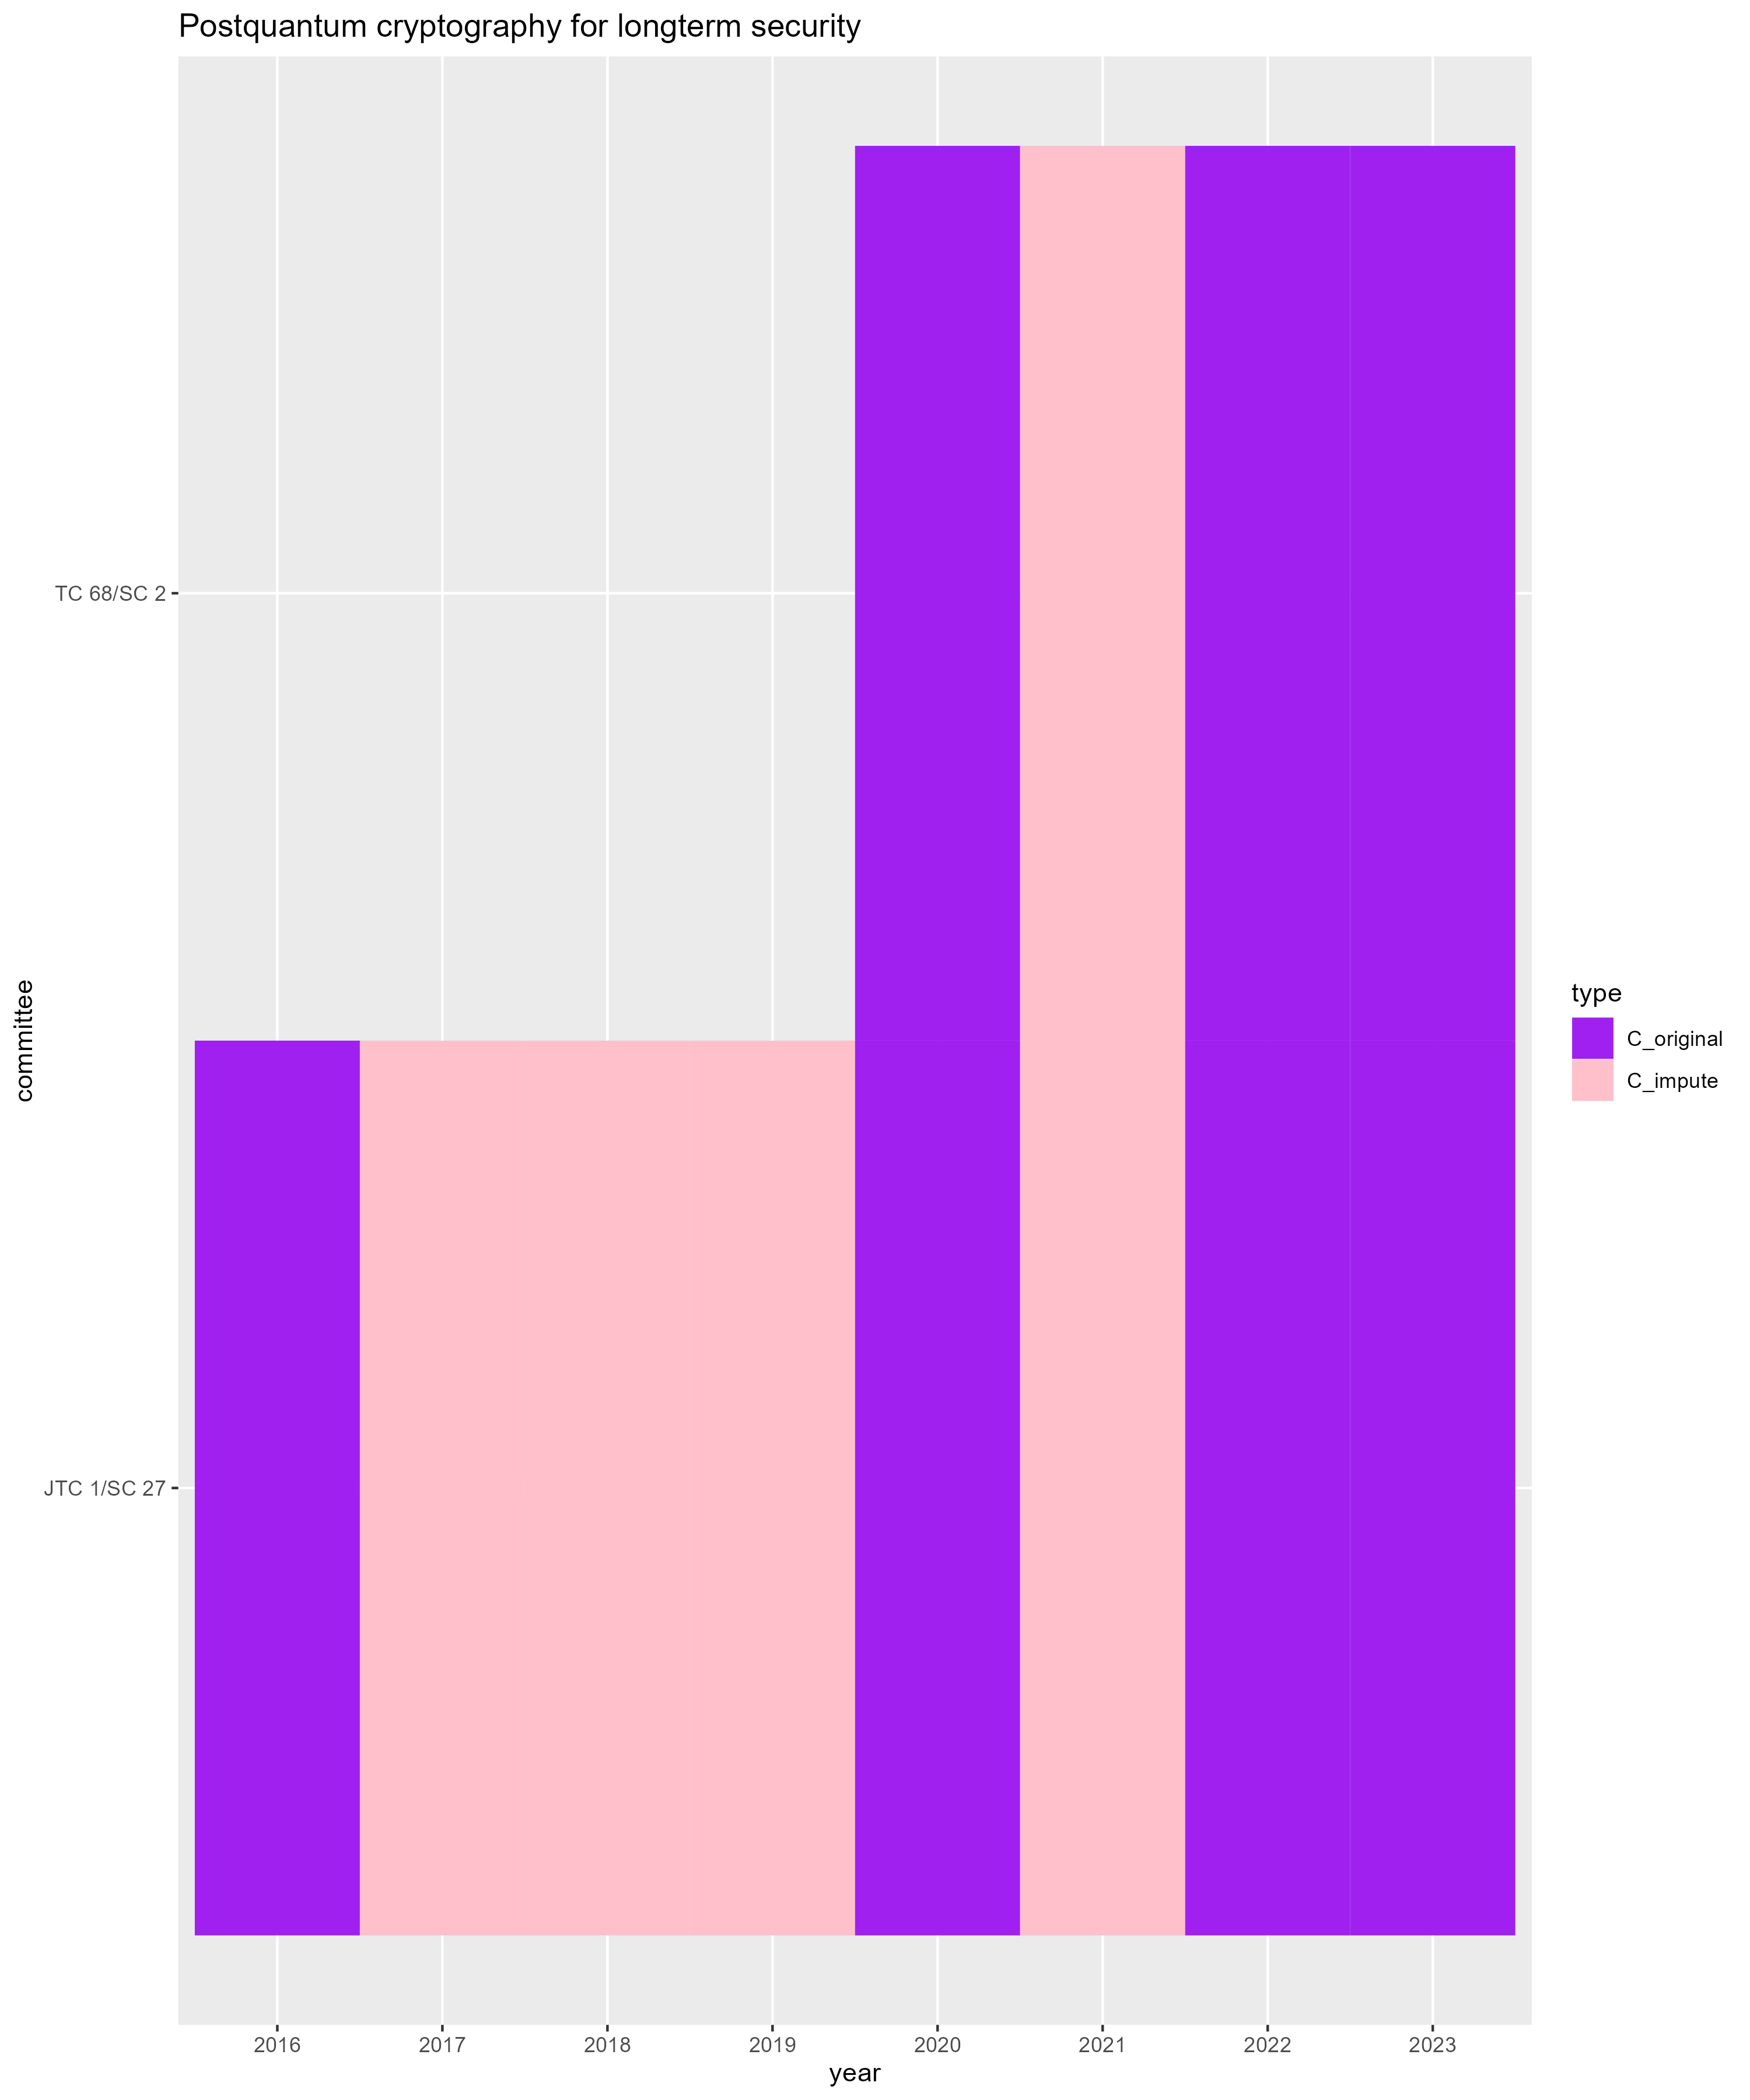 Postquantum cryptography for longterm security
committee
TC 68/SC 2
JTC 1/SC 27
2016 2017 2018 2019 2020 2021 2022 2023
year
type
C_original
C_impute